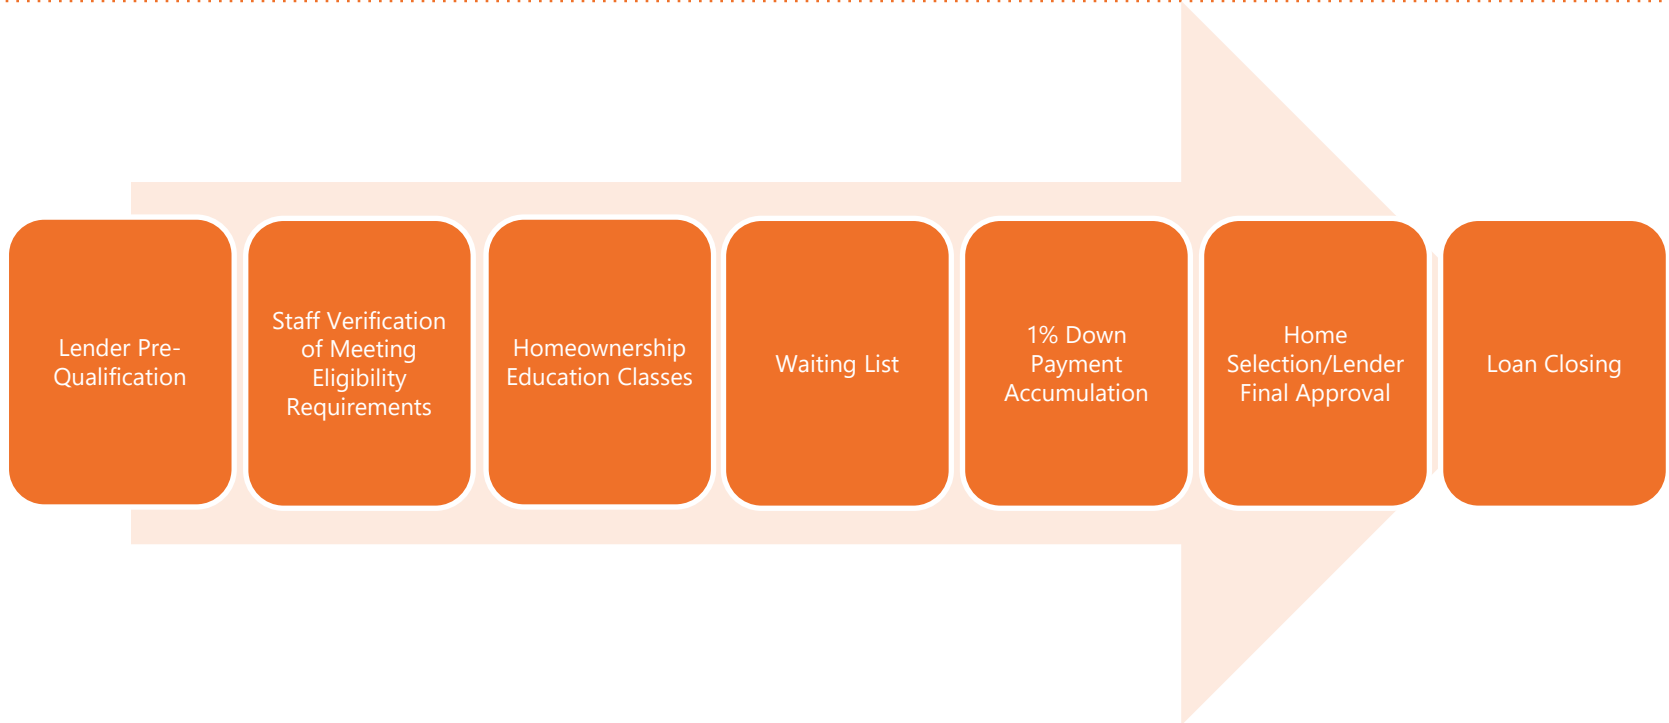 Lender Pre-
Qualification
Staff Verification
of Meeting
Eligibility
Requirements
Homeownership
Education Classes
Waiting List
1% Down
Payment
Accumulation
Home
Selection/Lender
Final Approval
Loan Closing